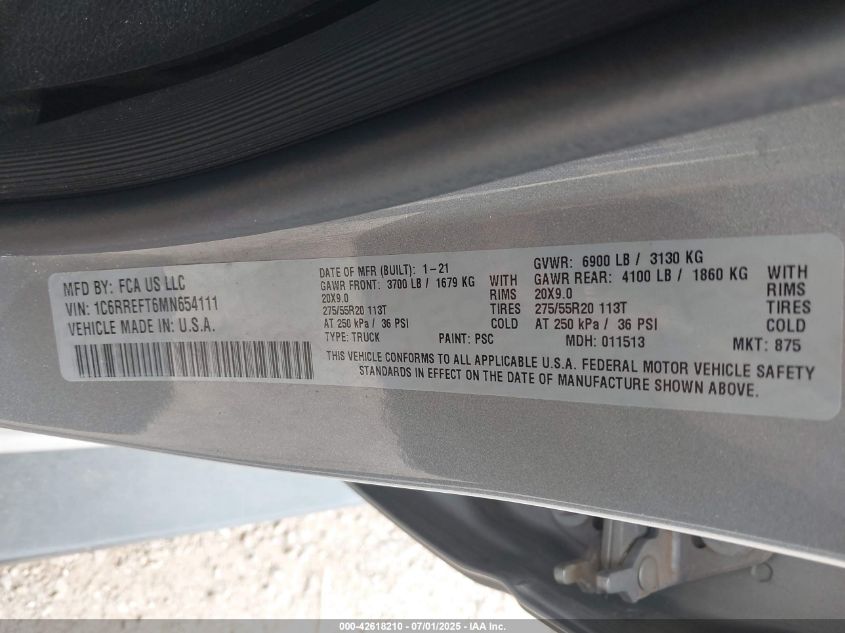 MFD BY: FCA US LLC
VIN: 1C6RREFT6MN654111
VEHICLE MADE IN: U.S.A.
DATE OF MFR (BUILT): 1-21
GAWR FRONT: 3700 LB / 1679 KG WITH
20X9.0 RIMS
275/55R20 113T TIRES
AT 250 kPa / 36 PSI COLD
TYPE: TRUCK PAINT: PSC
GVWR: 6900 LB / 3130 KG
GAWR REAR: 4100 LB / 1860 KG WITH
20X9.0 RIMS
275/55R20 113T TIRES
AT 250 kPa / 36 PSI COLD
MDH: 011513 MKT: 875
THIS VEHICLE CONFORMS TO ALL APPLICABLE U.S.A. FEDERAL MOTOR VEHICLE SAFETY
STANDARDS IN EFFECT ON THE DATE OF MANUFACTURE SHOWN ABOVE.
000-42618210 - 07/01/2025 - IAA Inc.